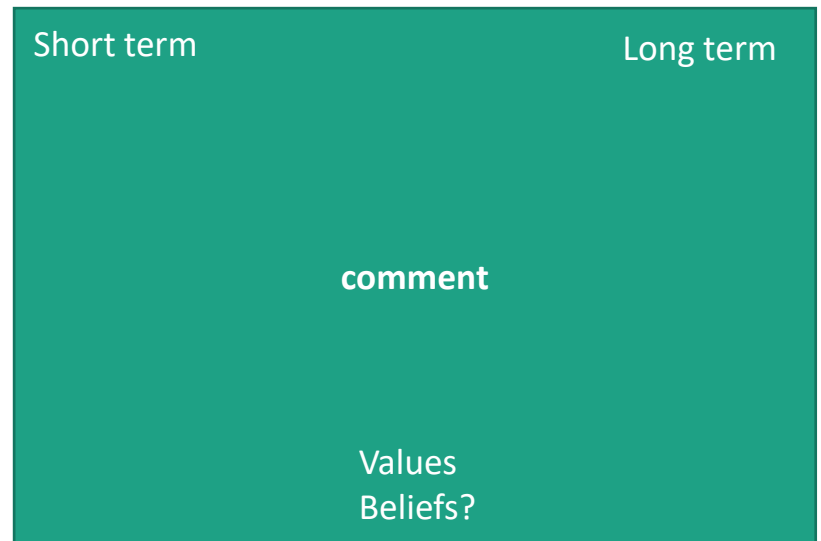 Short term
Long term
comment
Values
Beliefs?